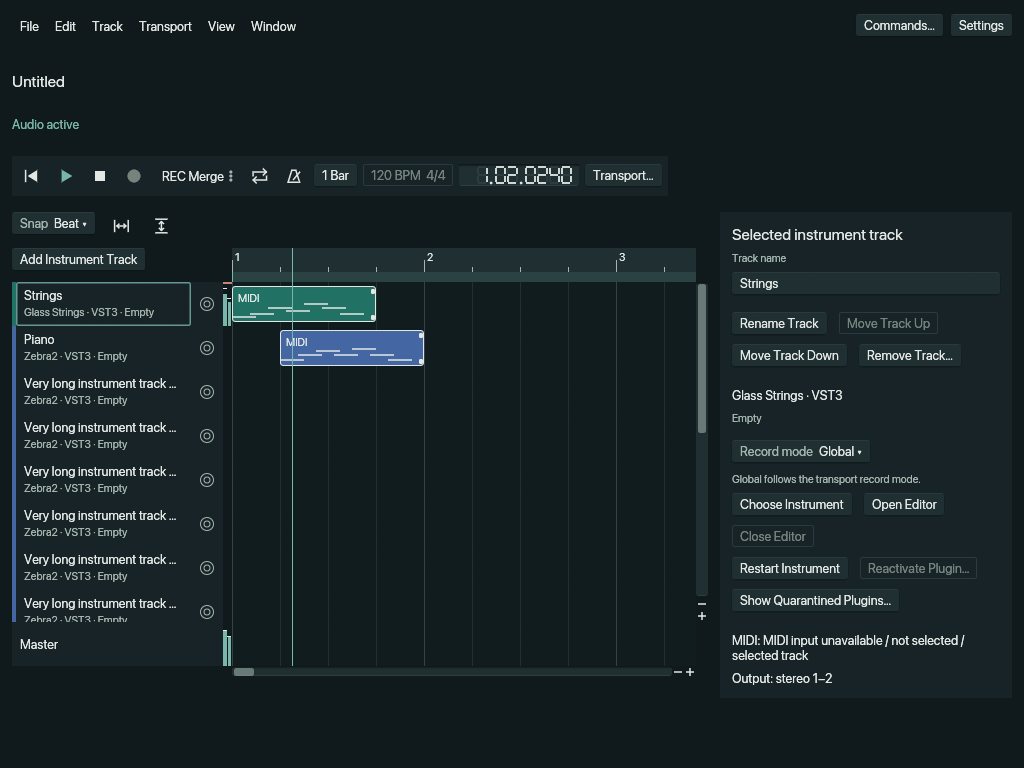 File Edit Track Transport View Window Commands... Settings
Untitled
Audio active
REC Merge 1 Bar 120 BPM 4/4 1.02.0240 Transport...
Snap Beat
Add Instrument Track
1 2 3
Strings
Glass Strings · VST3 · Empty
MIDI
Piano
Zebra2 · VST3 · Empty
MIDI
Very long instrument track ...
Zebra2 · VST3 · Empty
Very long instrument track ...
Zebra2 · VST3 · Empty
Very long instrument track ...
Zebra2 · VST3 · Empty
Very long instrument track ...
Zebra2 · VST3 · Empty
Very long instrument track ...
Zebra2 · VST3 · Empty
Very long instrument track ...
Zebra2 · VST3 · Empty
Master
Selected instrument track
Track name
Strings
Rename Track Move Track Up
Move Track Down Remove Track...
Glass Strings · VST3
Empty
Record mode Global
Global follows the transport record mode.
Choose Instrument Open Editor
Close Editor
Restart Instrument Reactivate Plugin...
Show Quarantined Plugins...
MIDI: MIDI input unavailable / not selected /
selected track
Output: stereo 1–2